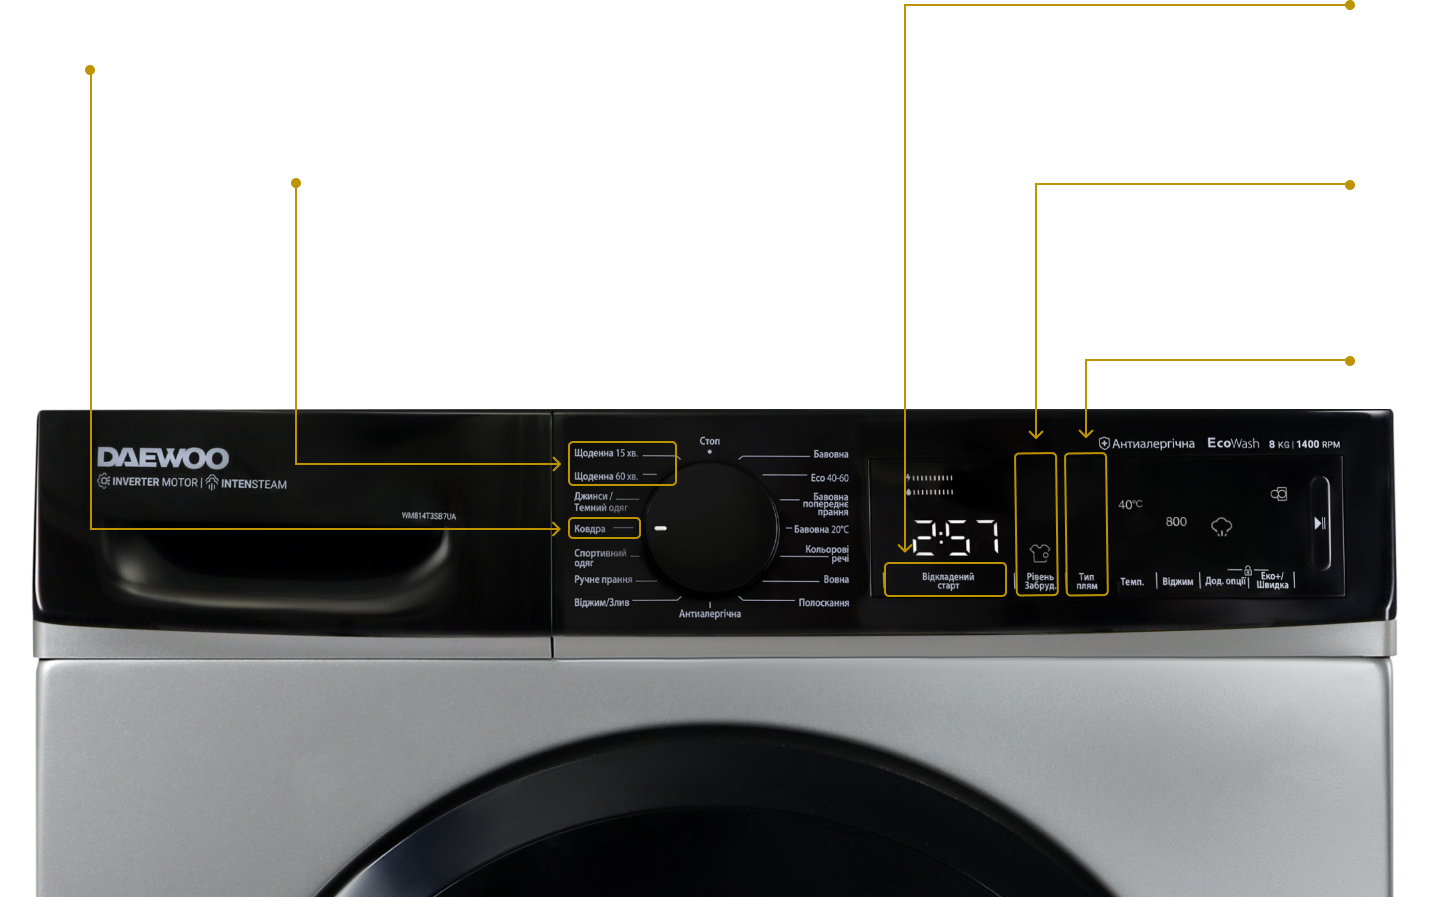 DAEWOO
INVERTER MOTOR | INTENSTEAM
WM814T3SB7UA
Стоп
Щоденна 15 хв.
Щоденна 60 хв.
Джинси /
Темний одяг
Ковдра
Спортивний
одяг
Ручне прання
Віджим/Злив
Антиалергічна
Бавовна
Eco 40-60
Бавовна
попереднє
прання
Бавовна 20°C
Кольорові
речі
Вовна
Полоскання
Антиалергічна EcoWash 8 KG | 1400 RPM
2:57
40°C
800
Відкладений
старт
Рівень
Забруд.
Тип
плям
Темп.
Віджим
Дод. опції
Еко+/
Швидка